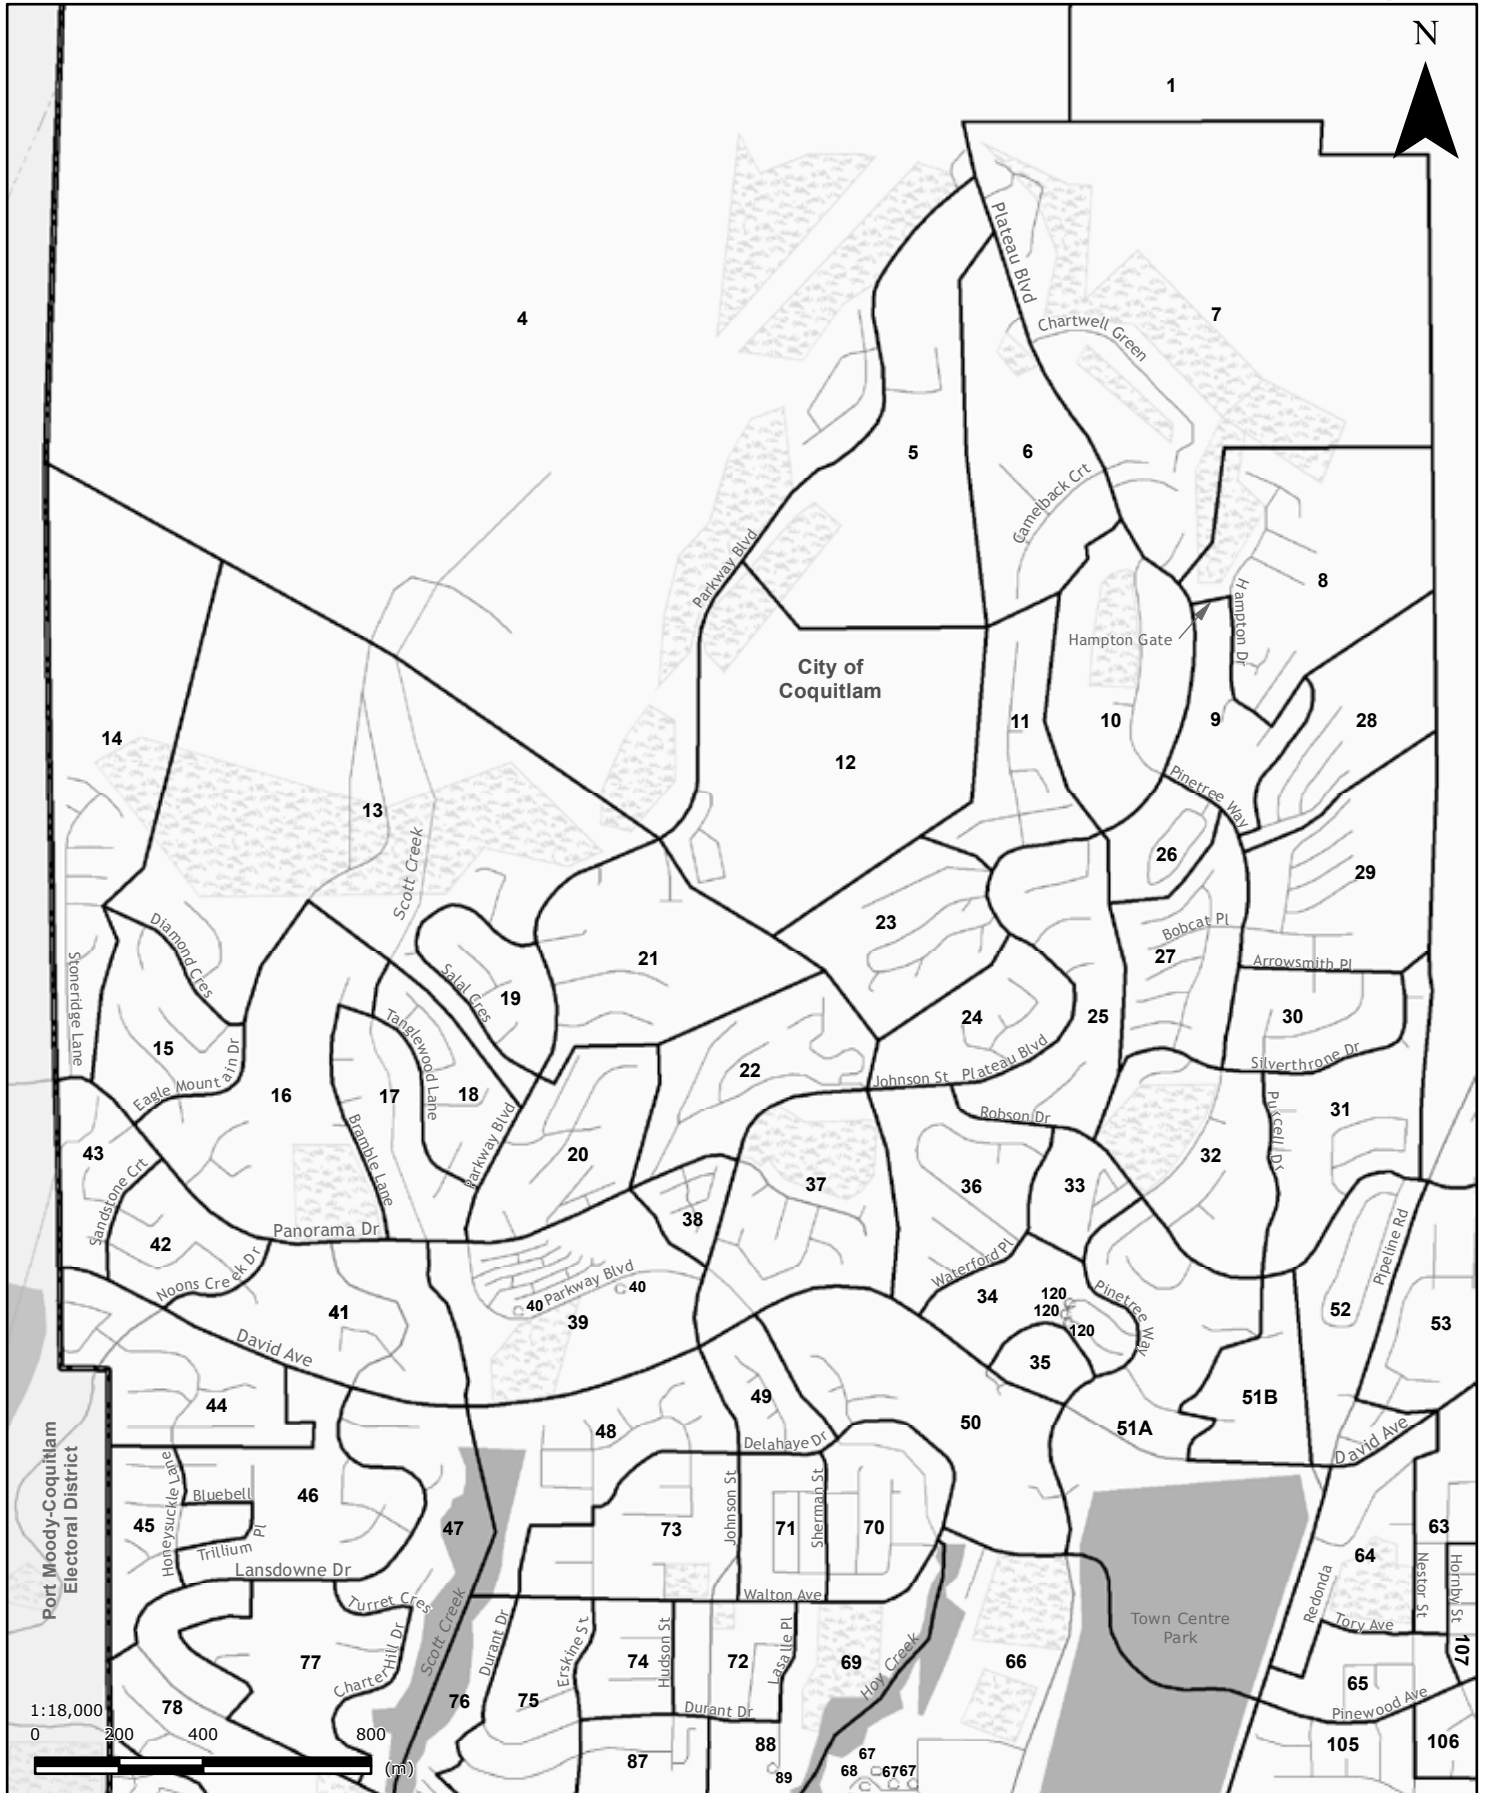 N
1
4
7
Plateau Blvd
Chartwell Green
5
6
Camelback Crt
8
Parkway Blvd
Hampton Dr
Hampton Gate
City of
Coquitlam
11
10
9
28
14
12
Pinetree Way
13
26
29
Scott Creek
23
Bobcat Pl
27
Arrowsmith Pl
Diamond Cres
Stoneridge Lane
21
Salal Cres
19
24
25
30
15
Tanglewood Lane
Eagle Mountain Dr
22
Johnson St
Plateau Blvd
Silverthrone Dr
16
17
18
Robson Dr
Purcell Dr
31
Bramble Lane
Parkway Blvd
43
20
32
Sandstone Crt
37
36
33
38
Panorama Dr
42
Waterford Pl
Pipeline Rd
Noons Creek Dr
Parkway Blvd
40
40
34
120
120
120
Pinetree Way
41
39
52
53
David Ave
35
44
49
51B
48
50
51A
Delahaye Dr
David Ave
Port Moody-Coquitlam
Electoral District
Honeysuckle Lane
Bluebell
46
45
Trillium Pl
47
73
Johnson St
71
Sherman St
70
63
64
Lansdowne Dr
Nestor St
Hornby St
Turret Cres
Walton Ave
Redonda
Town Centre
Park
Tory Ave
Scott Creek
Durant Dr
Erskine St
Hudson St
Lasalle Pl
Hoy Creek
107
77
Charter Hill Dr
74
72
69
66
65
78
76
75
Durant Dr
Pinewood Ave
1:18,000
0
200
400
800
(m)
87
88
89
67
68
67
67
105
106